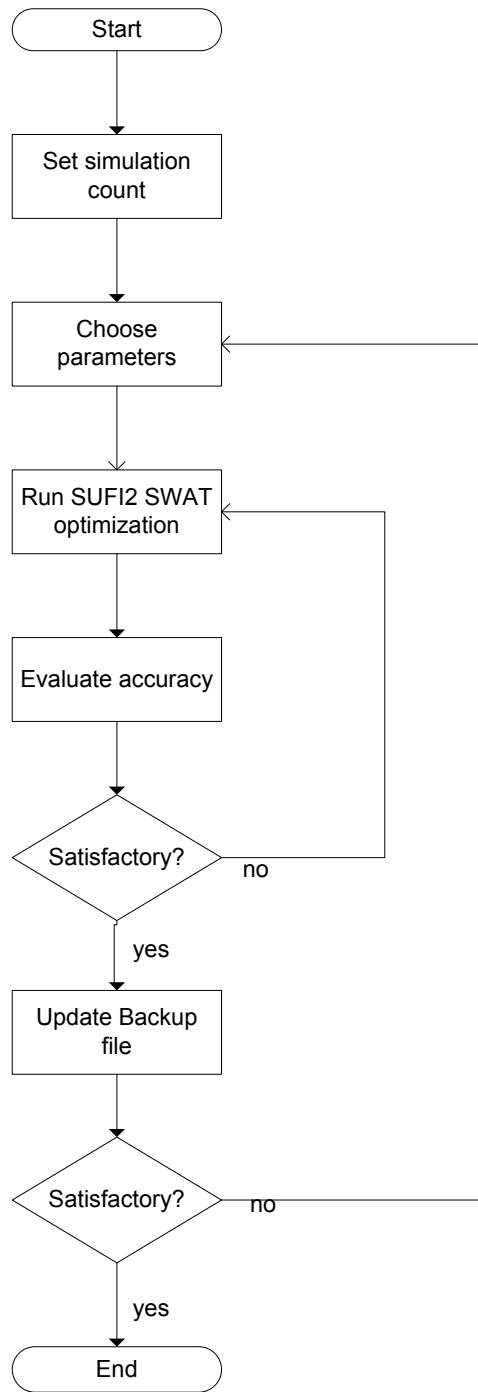 Start
Set simulation
count
Choose
parameters
Run SUFI2 SWAT
optimization
Evaluate accuracy
Satisfactory?
no
yes
Update Backup
file
Satisfactory?
no
yes
End